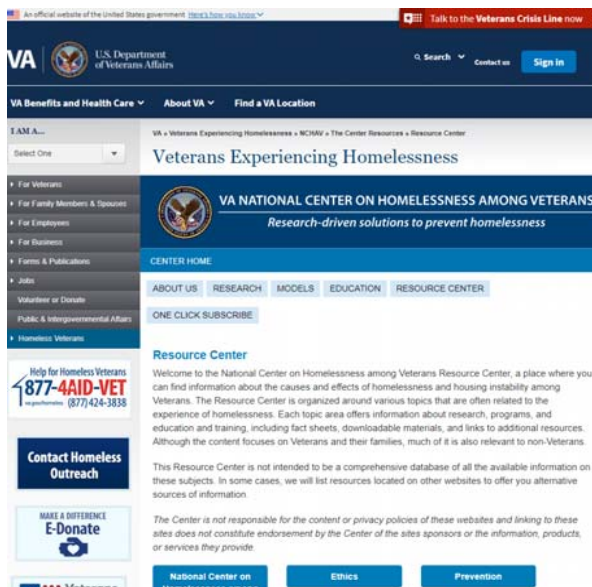 An official website of the United States government Here's how you know
Talk to the Veterans Crisis Line now
VA
U.S. Department
of Veterans Affairs
Search
Contact us
Sign in
VA Benefits and Health Care
About VA
Find a VA Location
I AM A...
Select One
VA » Veterans Experiencing Homelessness » NCHAV » The Center Resources » Resource Center
Veterans Experiencing Homelessness
For Veterans
For Family Members & Spouses
For Employees
For Business
Forms & Publications
Jobs
Volunteer or Donate
Public & Intergovernmental Affairs
Homeless Veterans
VA NATIONAL CENTER ON HOMELESSNESS AMONG VETERANS
Research-driven solutions to prevent homelessness
CENTER HOME
ABOUT US RESEARCH MODELS EDUCATION RESOURCE CENTER
ONE CLICK SUBSCRIBE
Help for Homeless Veterans
877-4AID-VET
(877) 424-3838
Contact Homeless
Outreach
MAKE A DIFFERENCE
E-Donate
Resource Center
Welcome to the National Center on Homelessness among Veterans Resource Center, a place where you
can find information about the causes and effects of homelessness and housing instability among
Veterans. The Resource Center is organized around various topics that are often related to the
experience of homelessness. Each topic area offers information about research, programs, and
education and training, including fact sheets, downloadable materials, and links to additional resources.
Although the content focuses on Veterans and their families, much of it is also relevant to non-Veterans.
This Resource Center is not intended to be a comprehensive database of all the available information on
these subjects. In some cases, we will list resources located on other websites to offer you alternative
sources of information.
The Center is not responsible for the content or privacy policies of these websites and linking to these
sites does not constitute endorsement by the Center of the sites sponsors or the information, products,
or services they provide.
National Center on
Ethics
Prevention